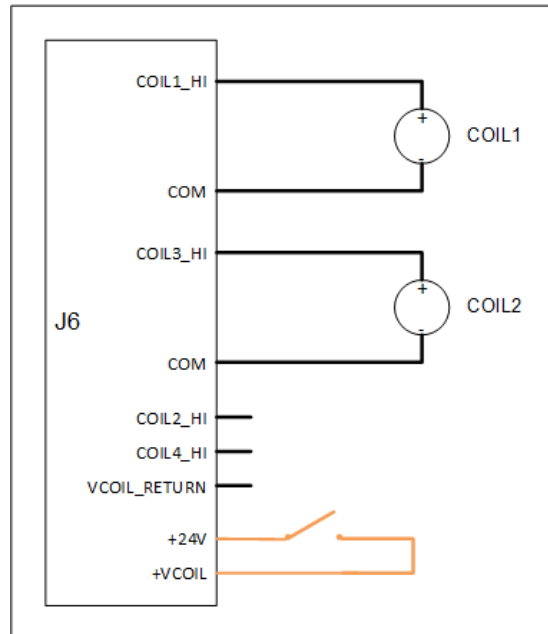 COIL1_HI
+
COIL1
-
COM
COIL3_HI
+
COIL2
-
J6
COM
COIL2_HI
COIL4_HI
VCOIL_RETURN
+24V
+VCOIL